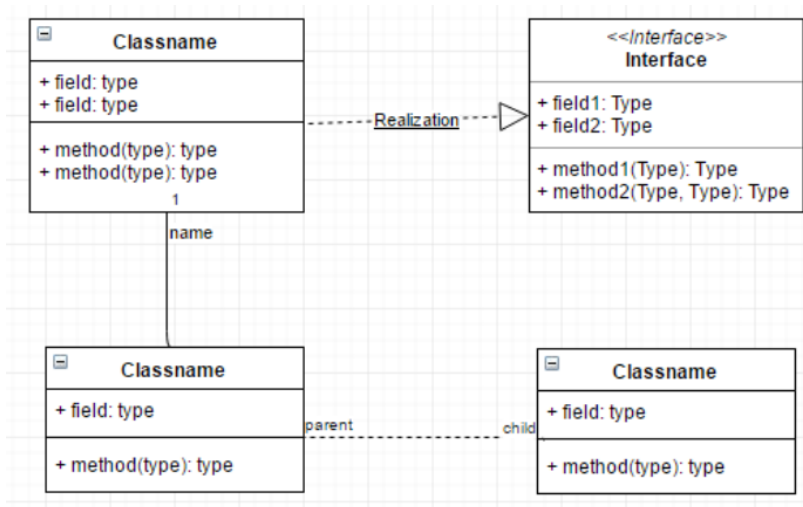 Classname
+ field: type
+ field: type
+ method(type): type
+ method(type): type
1
<<Interface>>
Interface
+ field1: Type
+ field2: Type
+ method1(Type): Type
+ method2(Type, Type): Type
Realization
name
Classname
+ field: type
+ method(type): type
parent
child
Classname
+ field: type
+ method(type): type